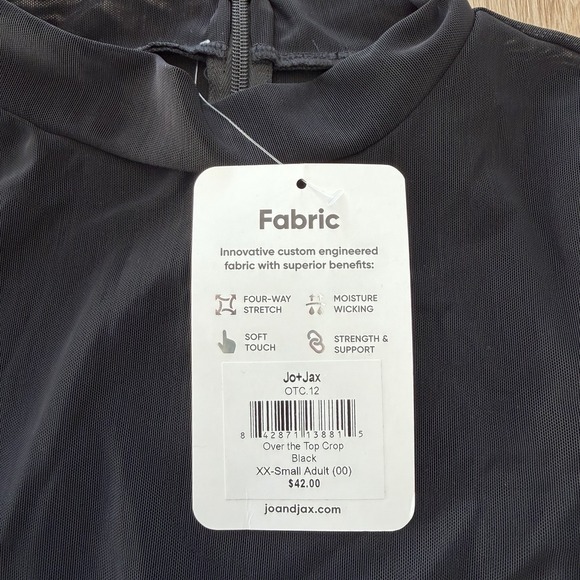 Fabric
Innovative custom engineered
fabric with superior benefits:
FOUR-WAY
STRETCH
MOISTURE
WICKING
SOFT
TOUCH
STRENGTH &
SUPPORT
Jo+Jax
OTC.12
8 42871 13881 5
Over the Top Crop
Black
XX-Small Adult (00)
$42.00
joandjax.com